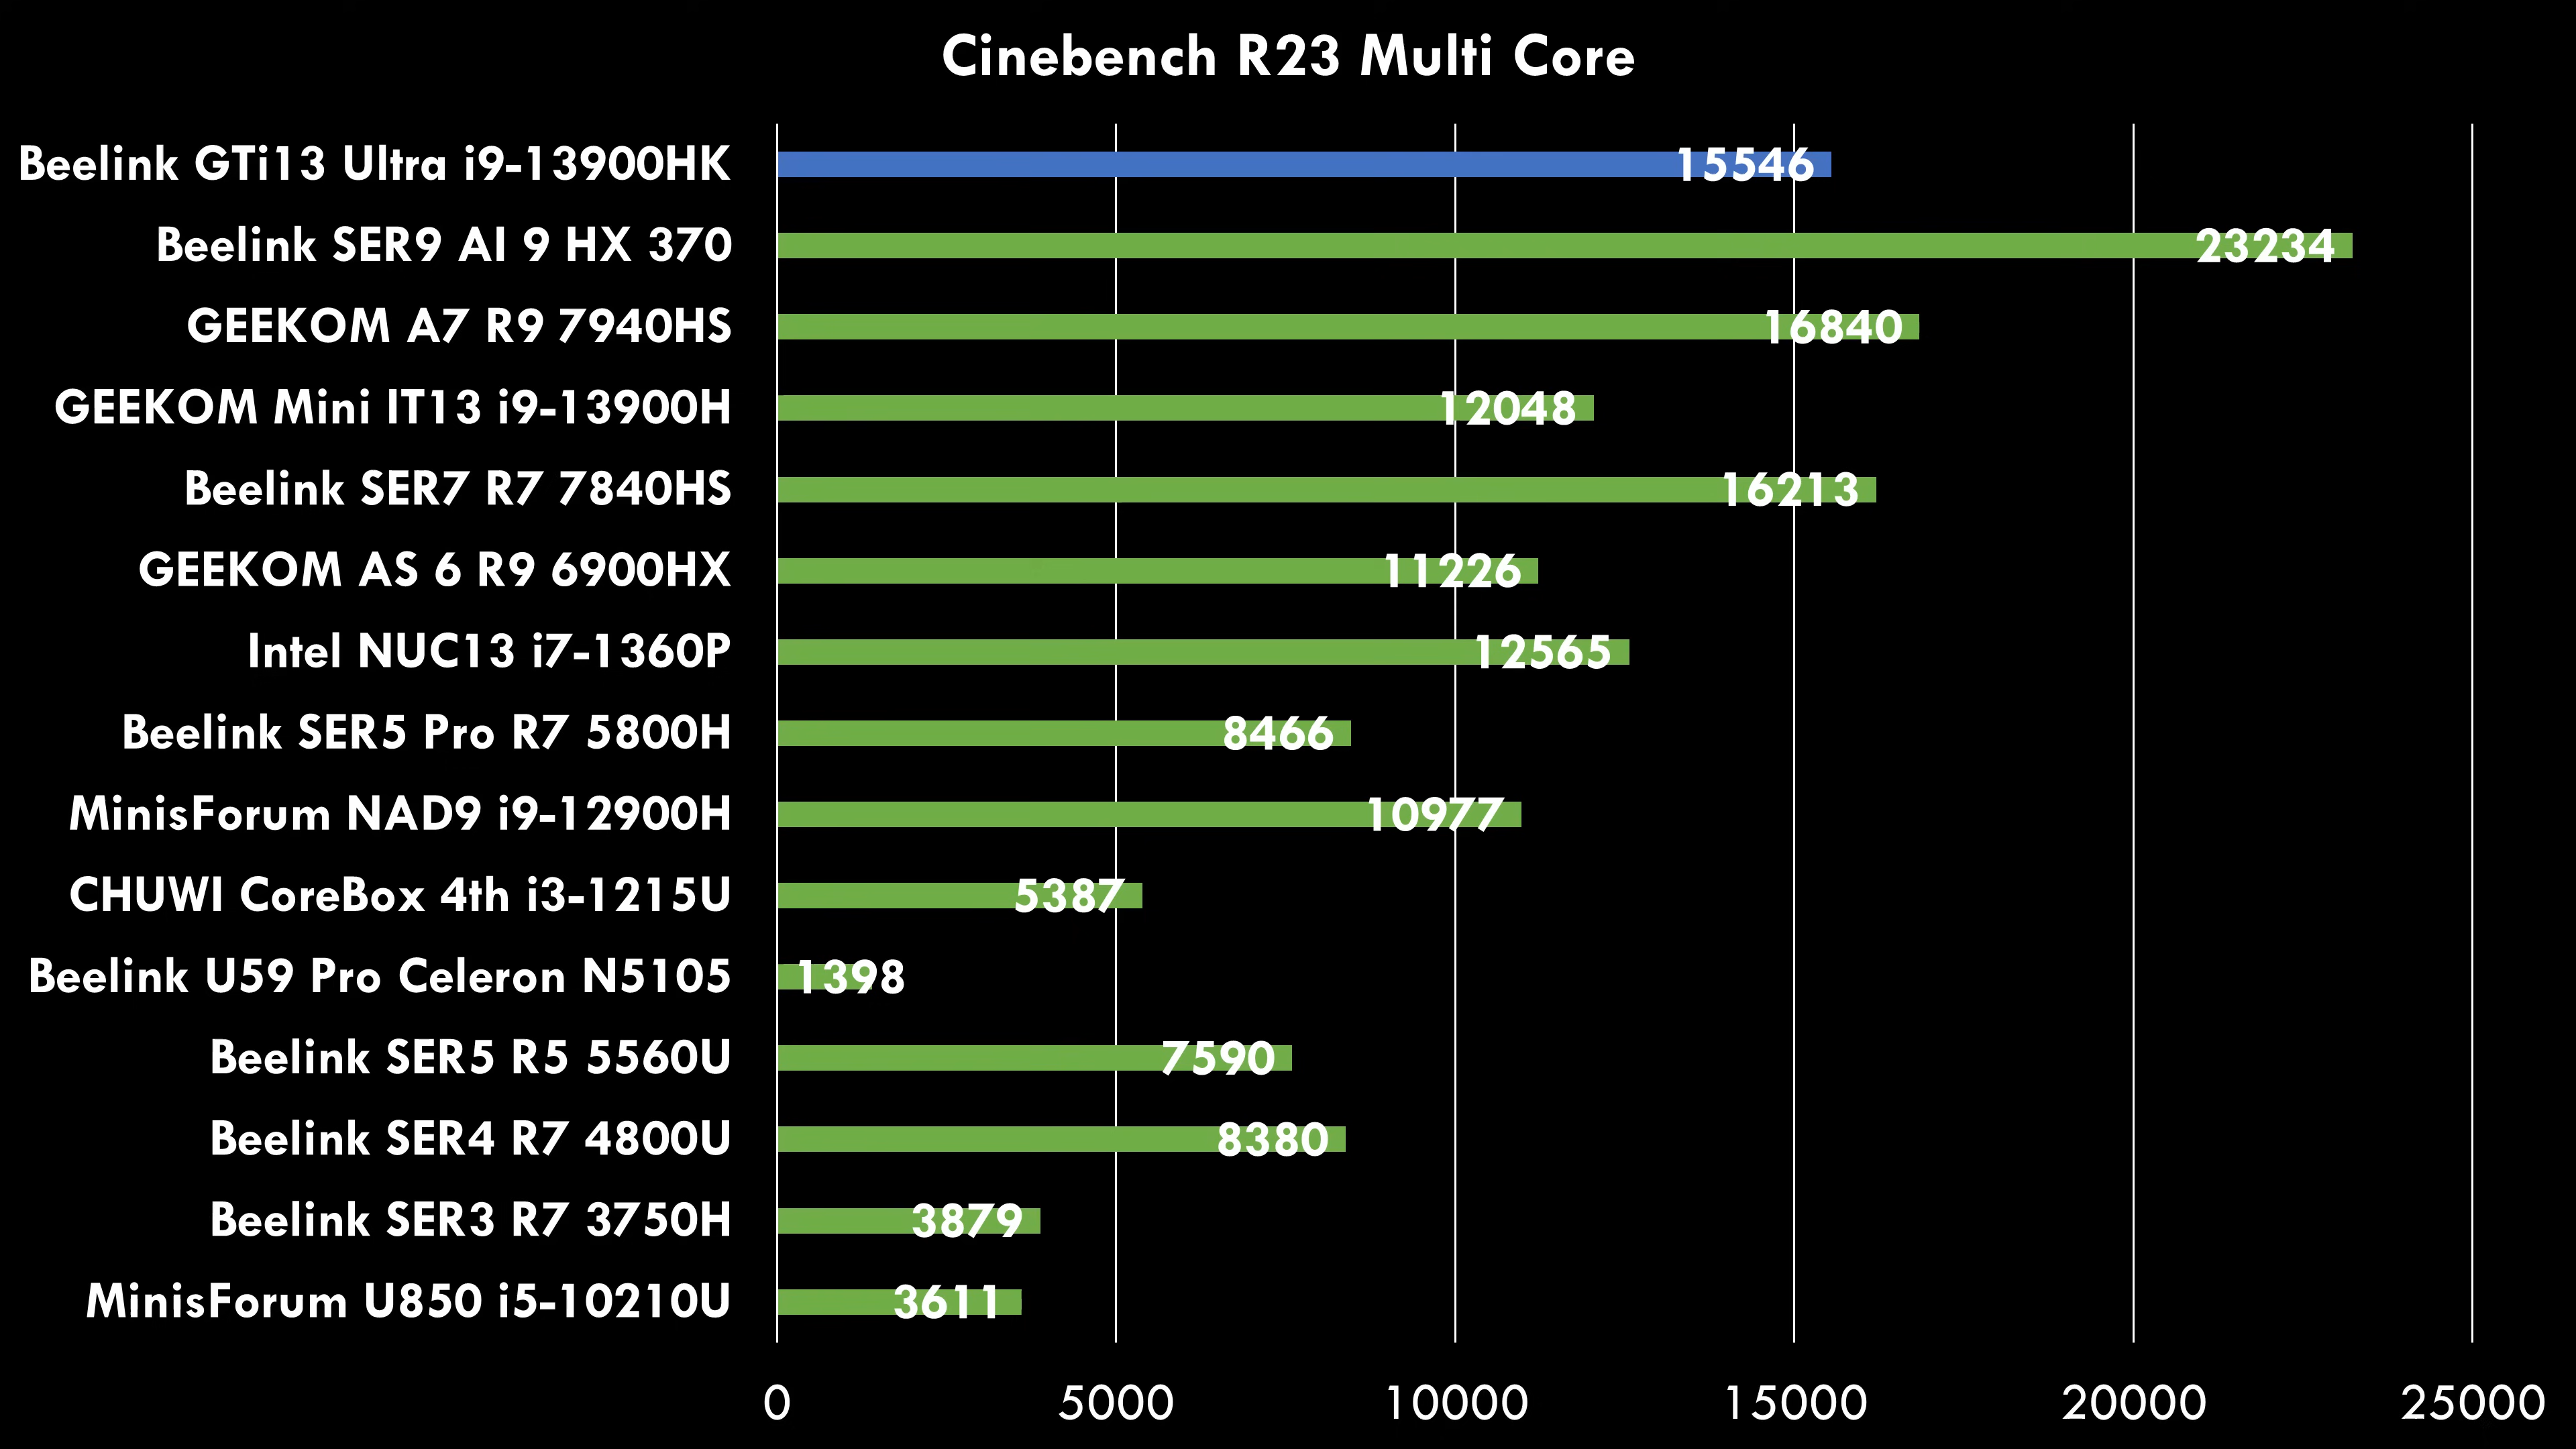 Cinebench R23 Multi Core
Beelink GTi13 Ultra i9-13900HK 15546
Beelink SER9 AI 9 HX 370 23234
GEEKOM A7 R9 7940HS 16840
GEEKOM Mini IT13 i9-13900H 12048
Beelink SER7 R7 7840HS 16213
GEEKOM AS 6 R9 6900HX 11226
Intel NUC13 i7-1360P 12565
Beelink SER5 Pro R7 5800H 8466
MinisForum NAD9 i9-12900H 10977
CHUWI CoreBox 4th i3-1215U 5387
Beelink U59 Pro Celeron N5105 1398
Beelink SER5 R5 5560U 7590
Beelink SER4 R7 4800U 8380
Beelink SER3 R7 3750H 3879
MinisForum U850 i5-10210U 3611
0 5000 10000 15000 20000 25000